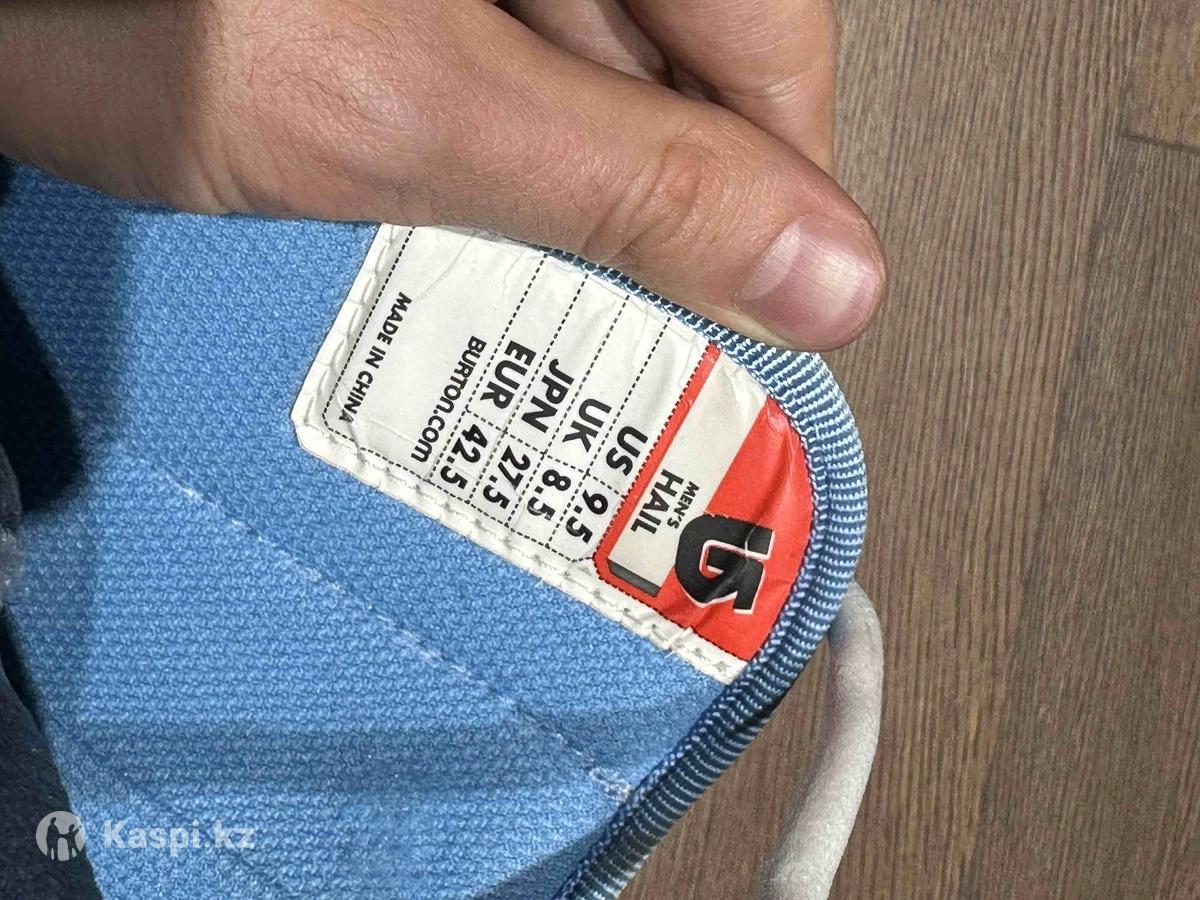 MEN'S
HAIL
US 9.5
UK 8.5
JPN 27.5
EUR 42.5
BURTON.COM
MADE IN CHINA
Kaspi.kz